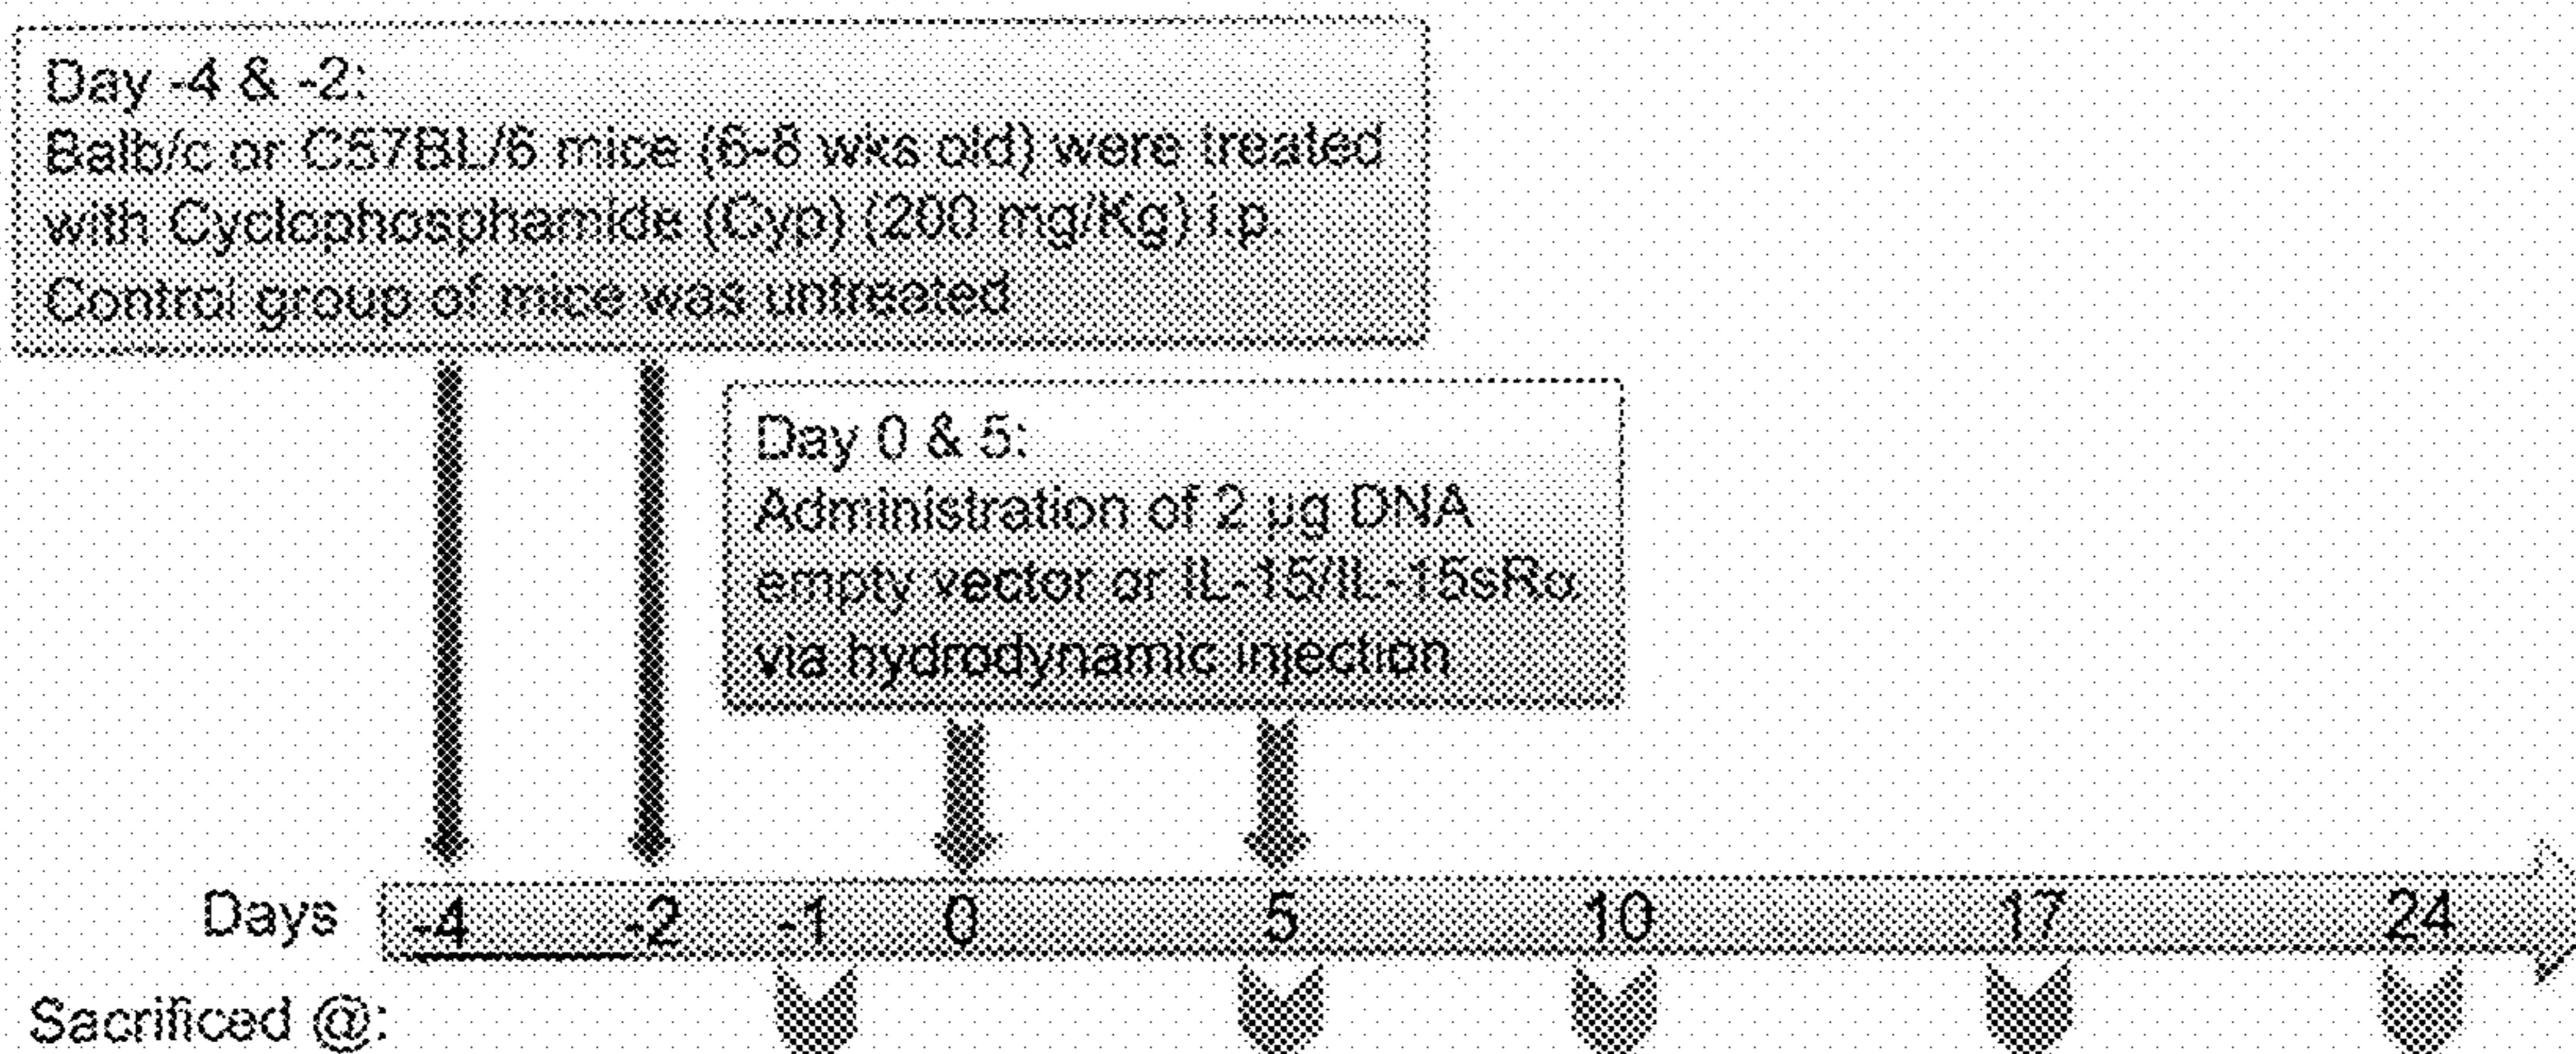 Day -4 & -2:
Balb/c or C57BL/6 mice (6-8 wks old) were treated
with Cyclophosphamide (Cyp) (200 mg/Kg) i.p.
Control group of mice was untreated
Day 0 & 5:
Administration of 2 µg DNA
empty vector or IL-15/IL-15sRα
via hydrodynamic injection
Days -4 -2 -1 0 5 10 17 24
Sacrificed @: